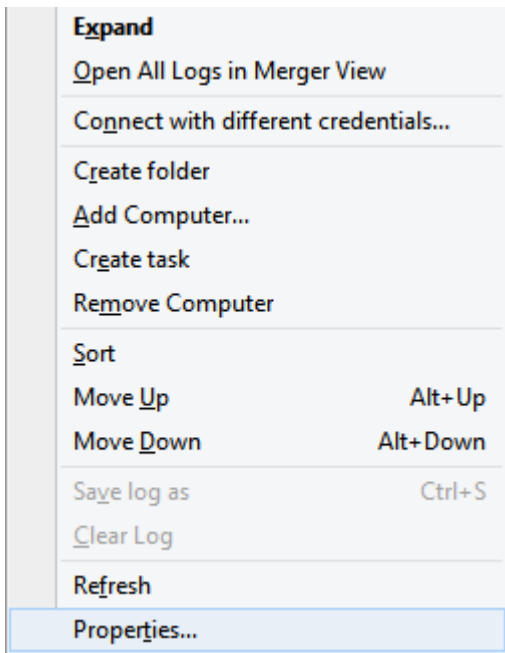 Expand
Open All Logs in Merger View
Connect with different credentials...
Create folder
Add Computer...
Create task
Remove Computer
Sort
Move Up Alt+Up
Move Down Alt+Down
Save log as Ctrl+S
Clear Log
Refresh
Properties...